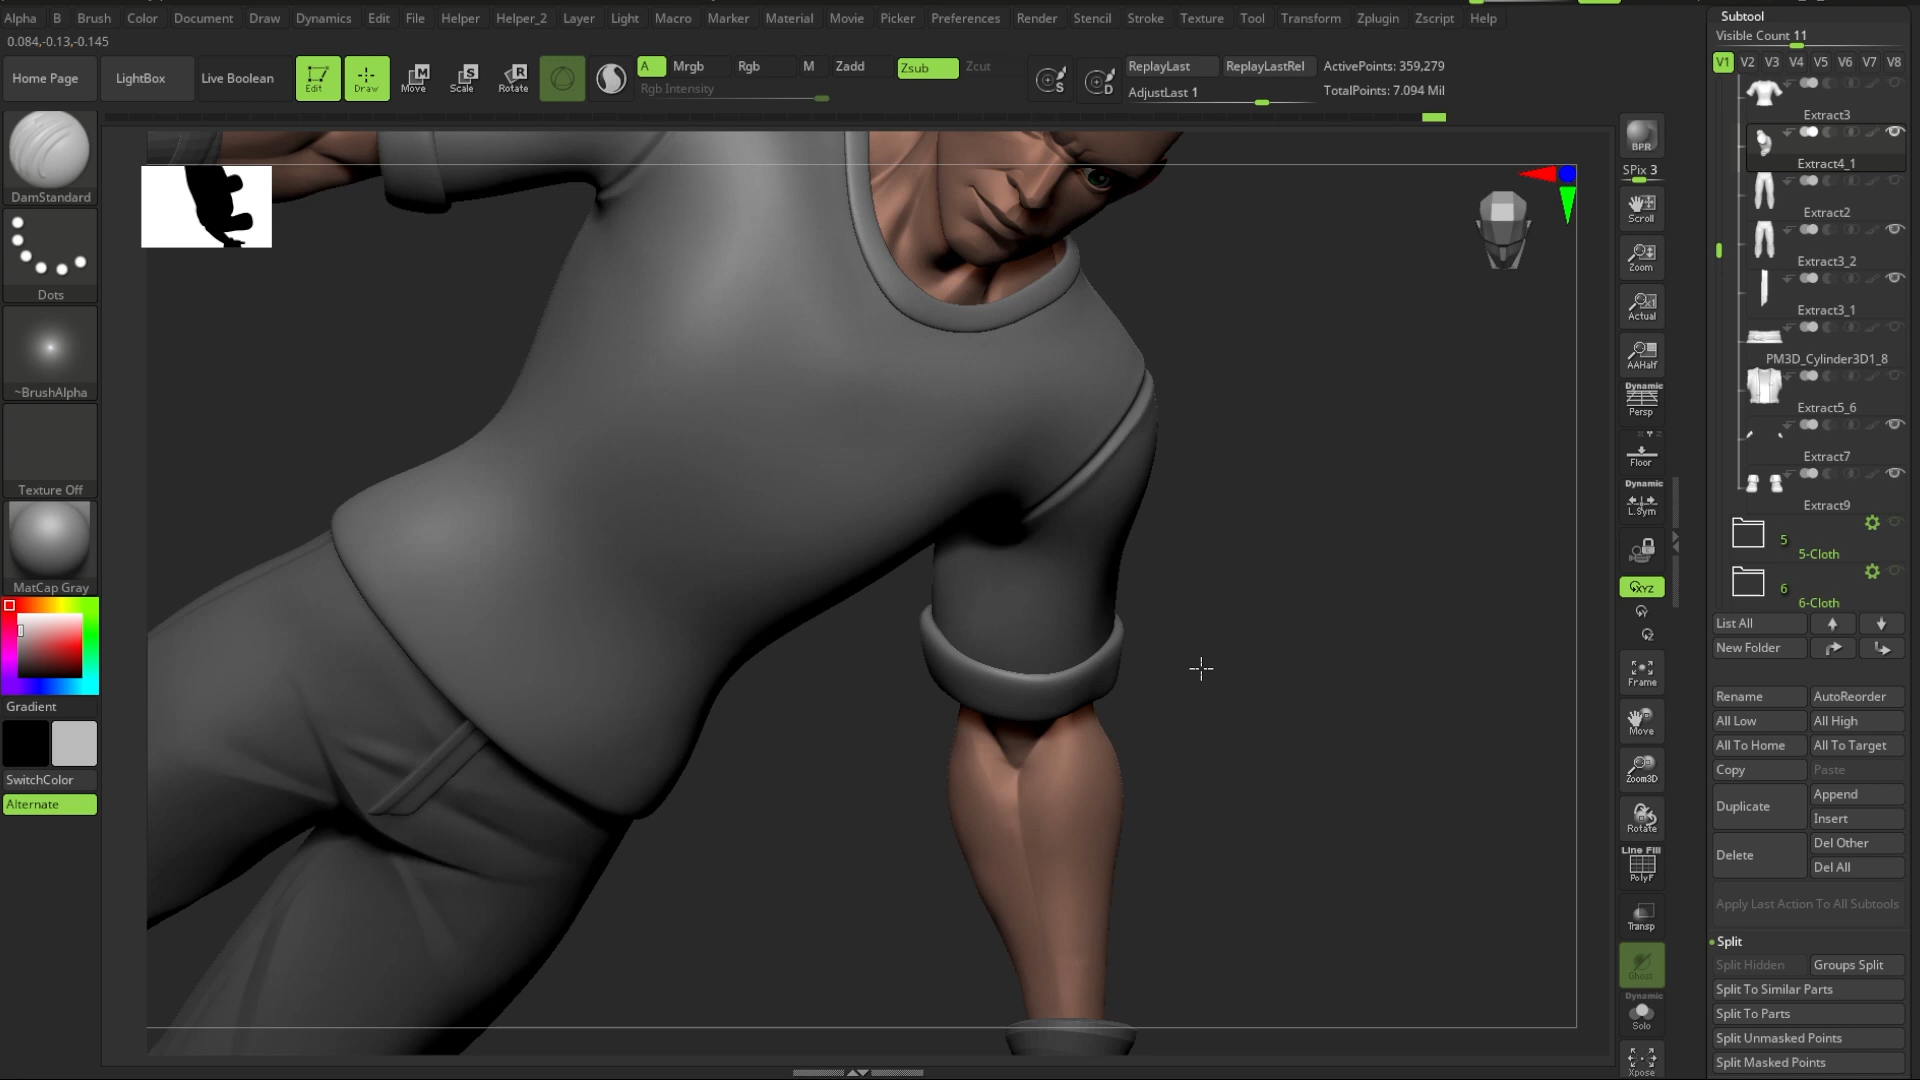 Alpha B Brush Color Document Draw Dynamics Edit File Helper Helper_2 Layer Light Macro Marker Material Movie Picker Preferences Render Stencil Stroke Texture Tool Transform Zplugin Zscript Help
0.084,-0.13,-0.145
Home Page LightBox Live Boolean Edit Draw Move Scale Rotate
M S R
A Mrgb Rgb M Zadd Zsub Zcut
Rgb Intensity
S D
ReplayLast ReplayLastRel
AdjustLast 1
ActivePoints: 359,279
TotalPoints: 7.094 Mil
DamStandard
Dots
~BrushAlpha
Texture Off
MatCap Gray
Gradient
SwitchColor
Alternate
BPR
SPix 3
Scroll
Zoom
Actual
AAHalf
Dynamic
Persp
Floor
Dynamic
L.Sym
XYZ
Frame
Move
Zoom3D
Rotate
Line Fill
PolyF
Transp
Ghost
Dynamic
Solo
Xpose
Subtool
Visible Count 11
V1 V2 V3 V4 V5 V6 V7 V8
Extract3
Extract4_1
Extract2
Extract3_2
Extract3_1
PM3D_Cylinder3D1_8
Extract5_6
Extract7
Extract9
5
5-Cloth
6
6-Cloth
List All
New Folder
Rename AutoReorder
All Low All High
All To Home All To Target
Copy Paste
Duplicate Append
Insert
Delete Del Other
Del All
Apply Last Action To All Subtools
Split
Split Hidden Groups Split
Split To Similar Parts
Split To Parts
Split Unmasked Points
Split Masked Points